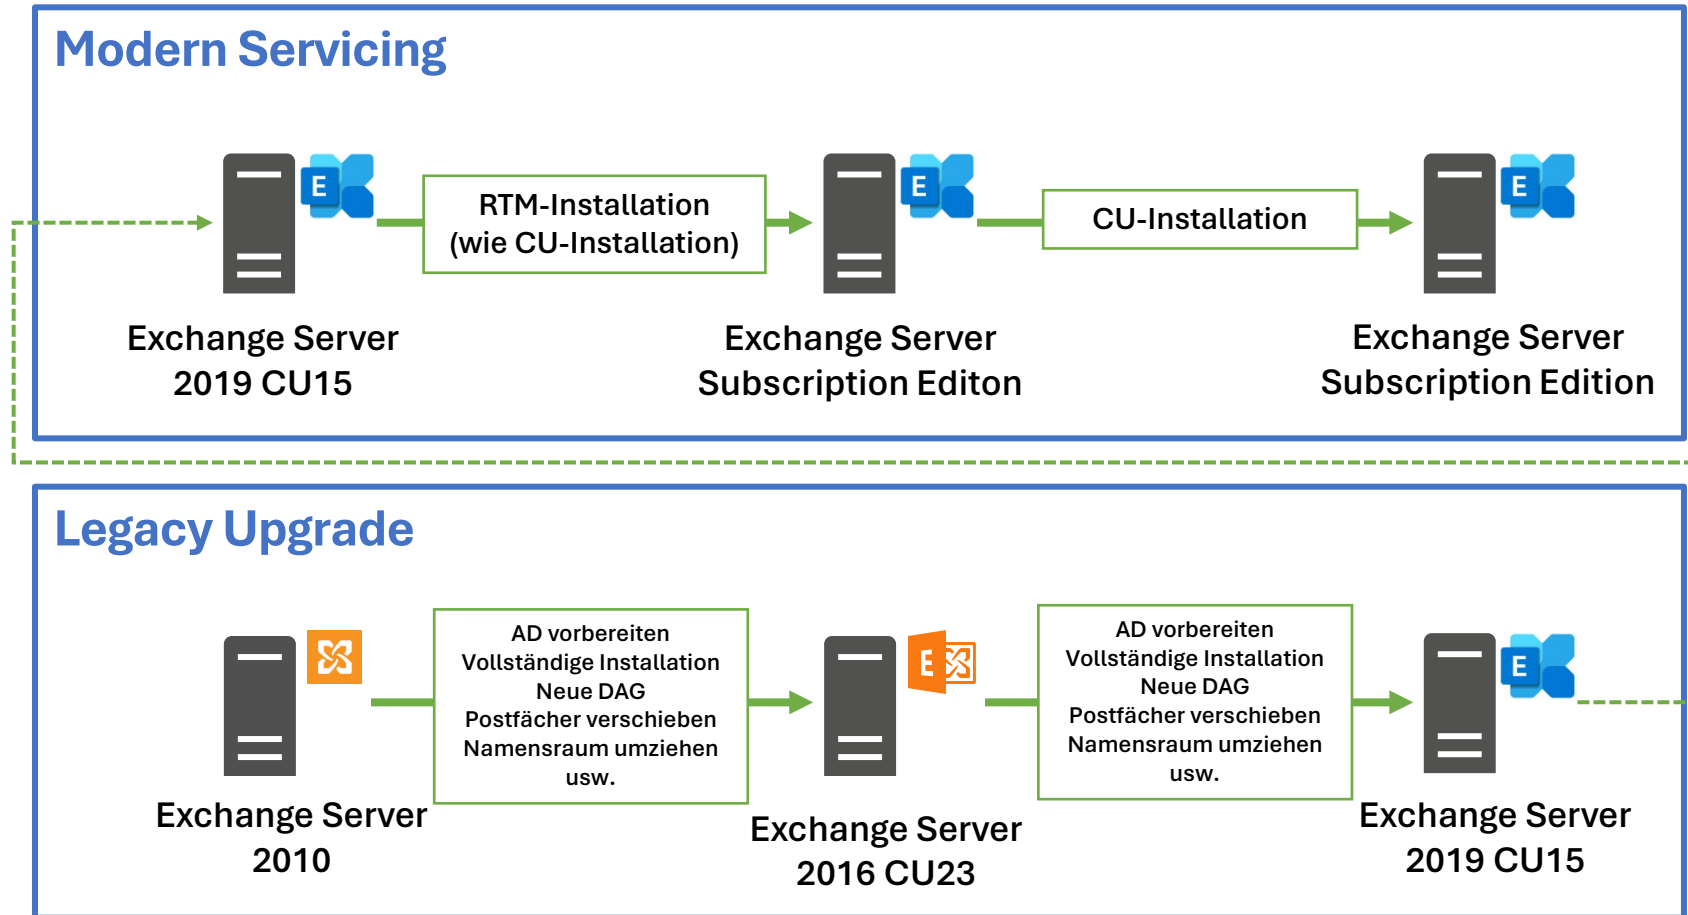 Modern Servicing
E
E
E
RTM-Installation
(wie CU-Installation)
CU-Installation
Exchange Server
2019 CU15
Exchange Server
Subscription Editon
Exchange Server
Subscription Edition
Legacy Upgrade
E
E
AD vorbereiten
Vollständige Installation
Neue DAG
Postfächer verschieben
Namensraum umziehen
usw.
AD vorbereiten
Vollständige Installation
Neue DAG
Postfächer verschieben
Namensraum umziehen
usw.
Exchange Server
2010
Exchange Server
2016 CU23
Exchange Server
2019 CU15